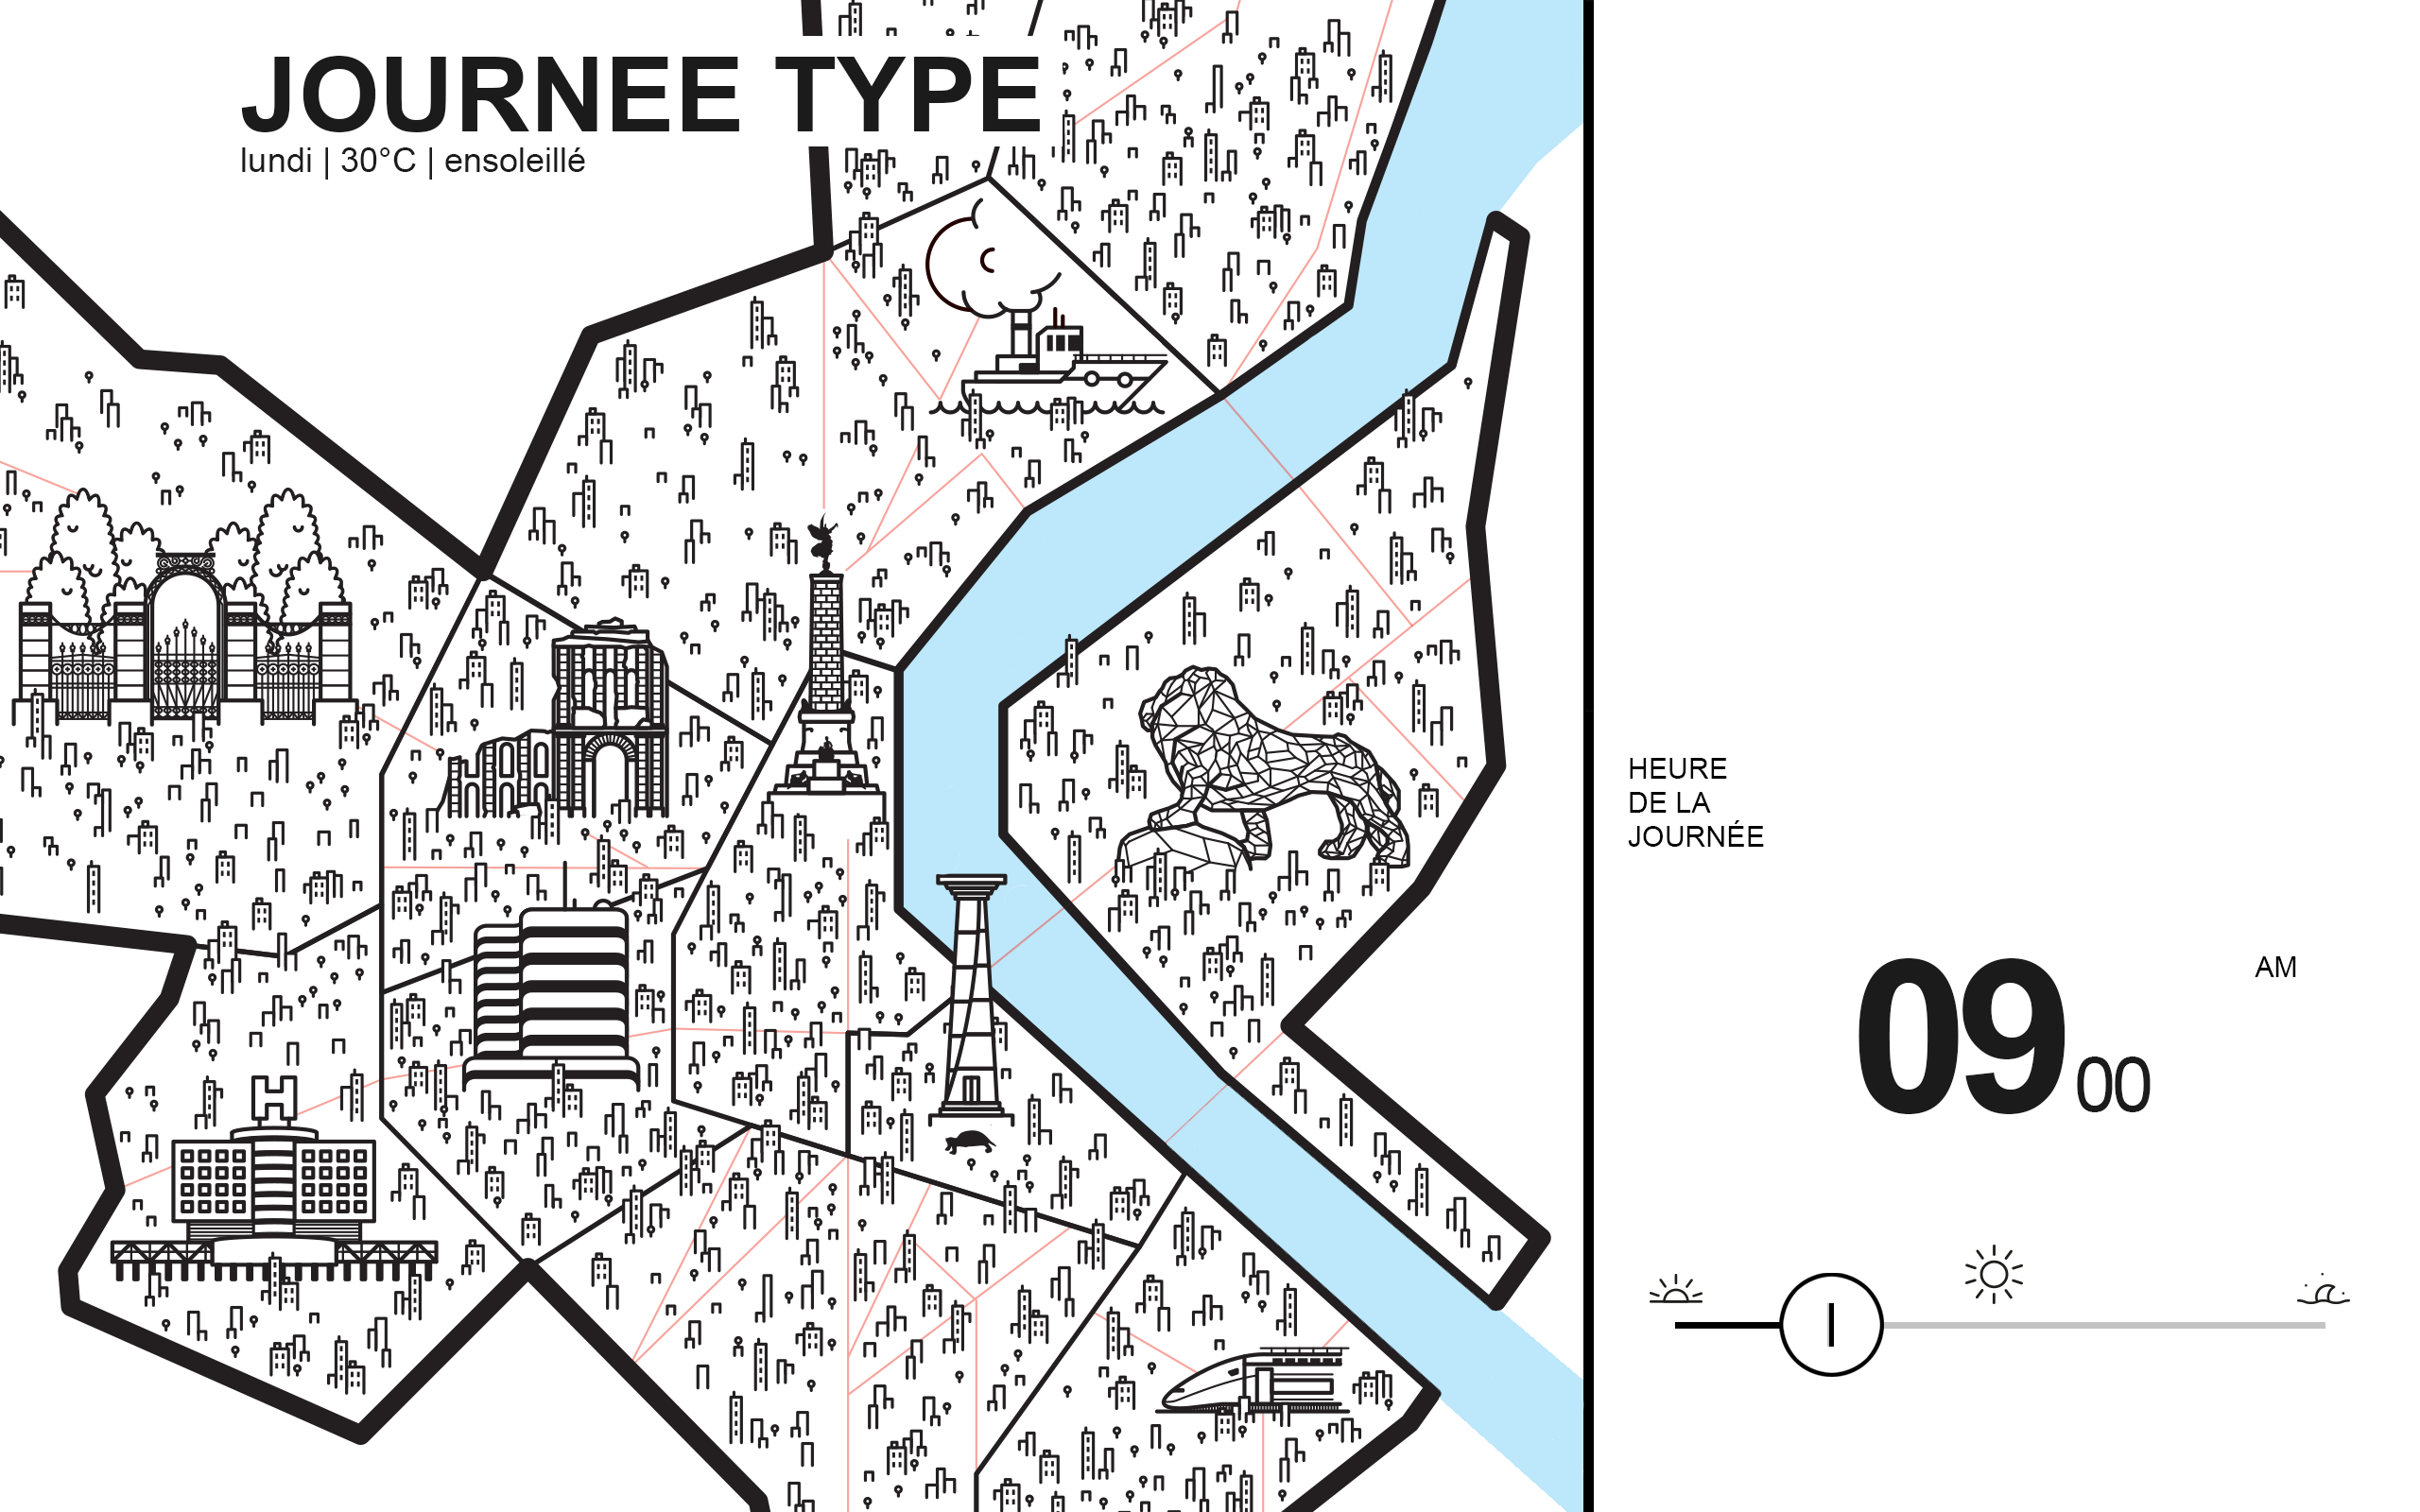 JOURNEE TYPE
lundi | 30°C | ensoleillé
HEURE
DE LA
JOURNÉE
AM
09 00